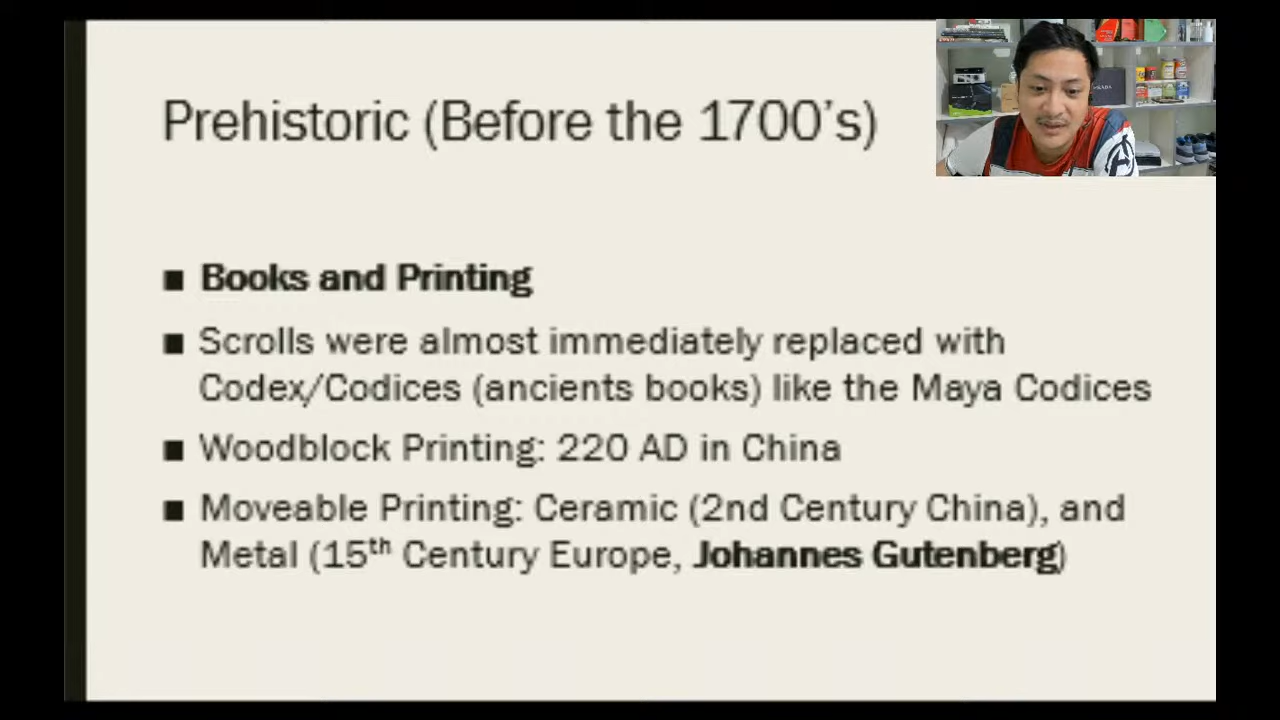 Prehistoric (Before the 1700's)
■ Books and Printing
■ Scrolls were almost immediately replaced with
Codex/Codices (ancients books) like the Maya Codices
■ Woodblock Printing: 220 AD in China
■ Moveable Printing: Ceramic (2nd Century China), and
Metal (15th Century Europe, Johannes Gutenberg)